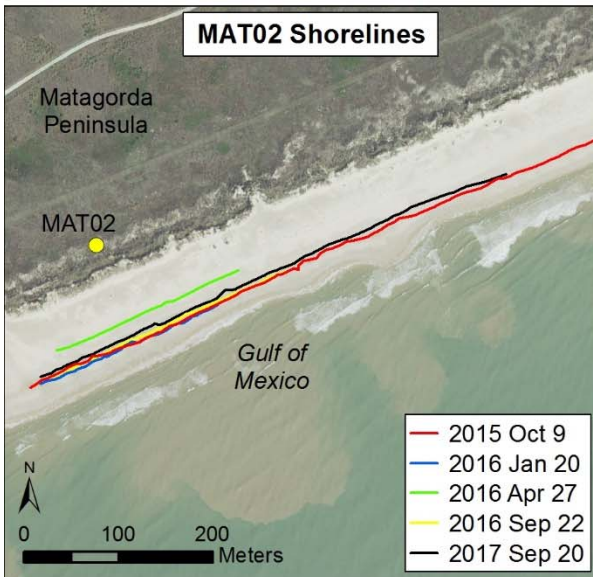 MAT02 Shorelines
Matagorda
Peninsula
MAT02
Gulf of
Mexico
N
0 100 200
Meters
2015 Oct 9
2016 Jan 20
2016 Apr 27
2016 Sep 22
2017 Sep 20